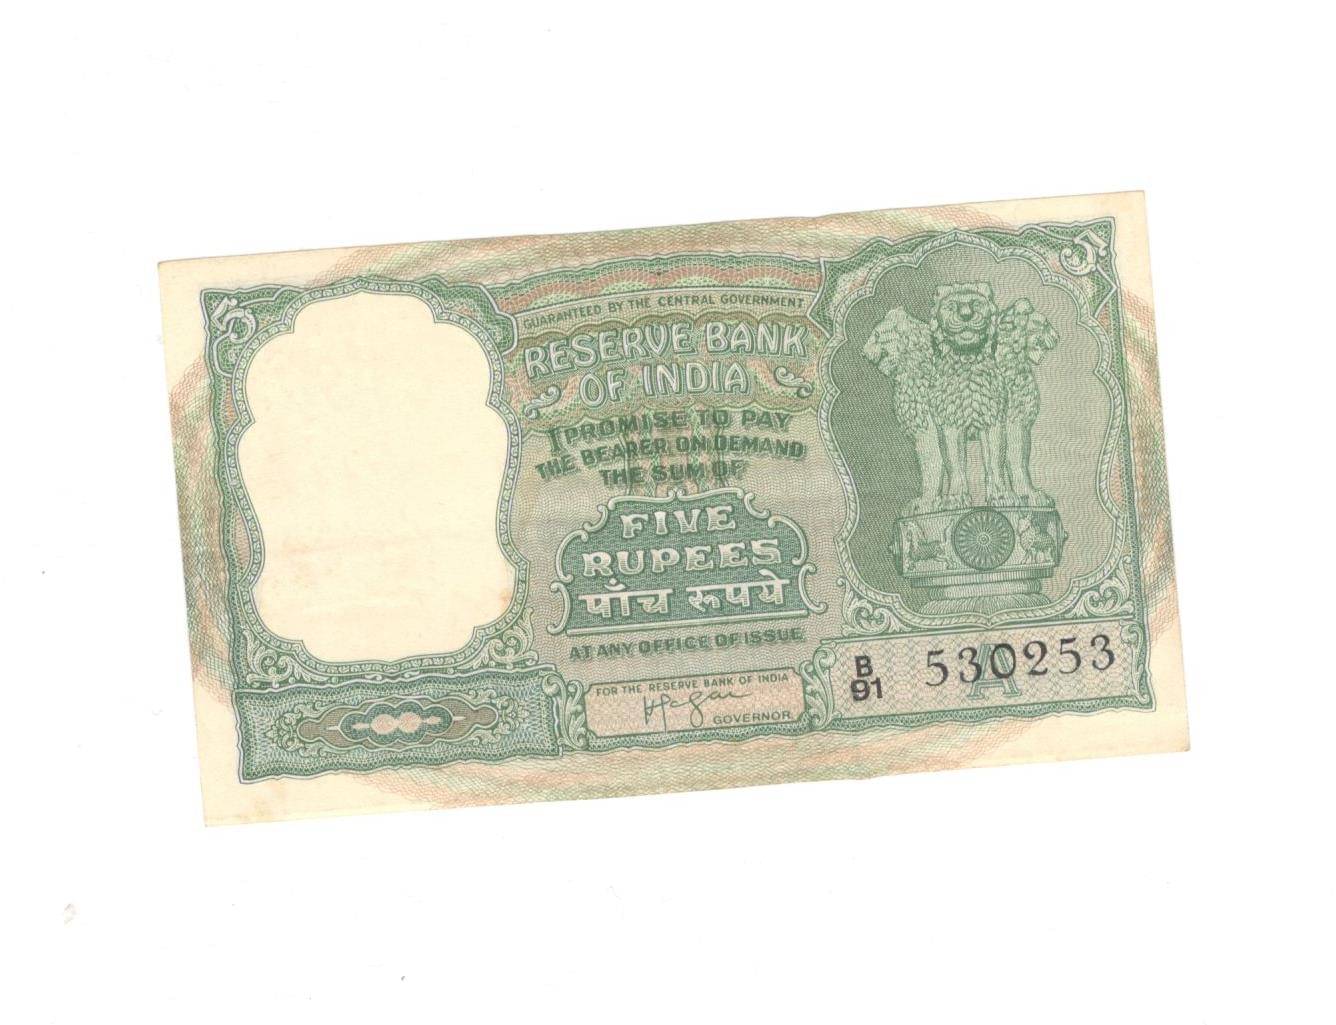 5
5
GUARANTEED BY THE CENTRAL GOVERNMENT
RESERVE BANK
OF INDIA
I PROMISE TO PAY
THE BEARER ON DEMAND
THE SUM OF
FIVE
RUPEES
पाँच रूपये
AT ANY OFFICE OF ISSUE
FOR THE RESERVE BANK OF INDIA
GOVERNOR.
B
91
530253
A